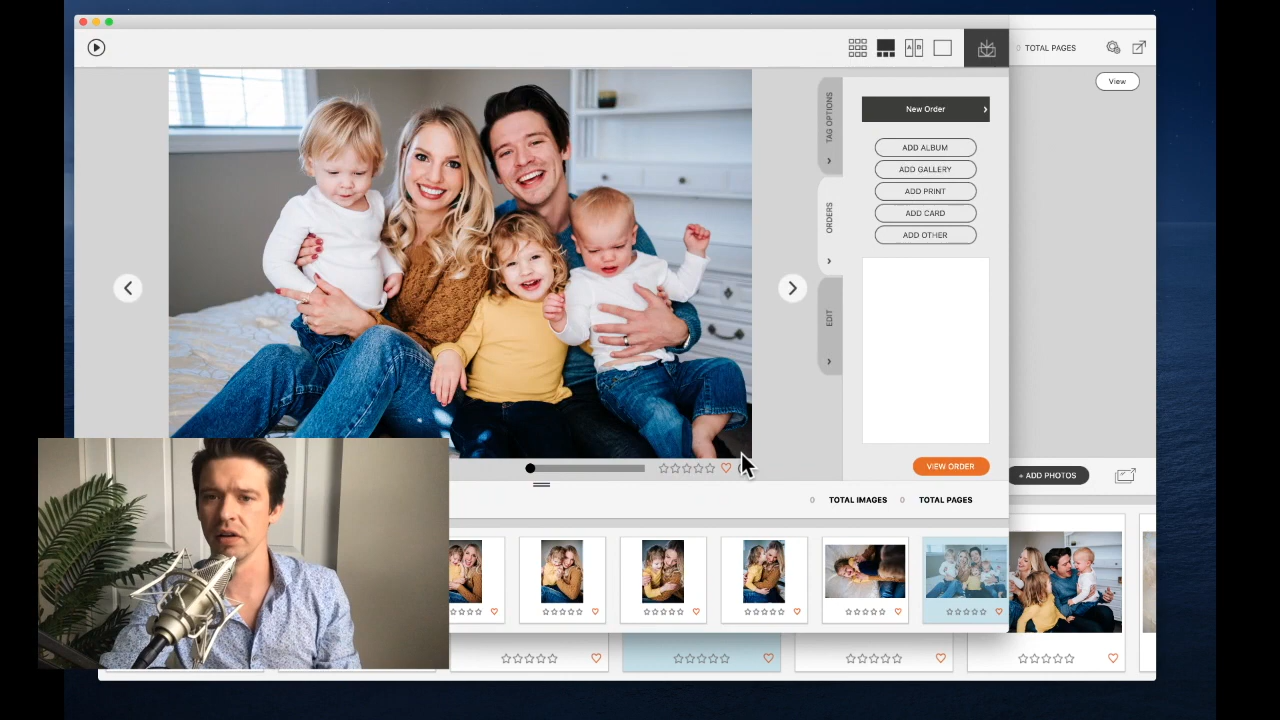 0 TOTAL PAGES
View
TAG OPTIONS
New Order
ADD ALBUM
ADD GALLERY
ADD PRINT
ADD CARD
ADD OTHER
ORDERS
EDIT
VIEW ORDER
+ ADD PHOTOS
0 TOTAL IMAGES 0 TOTAL PAGES